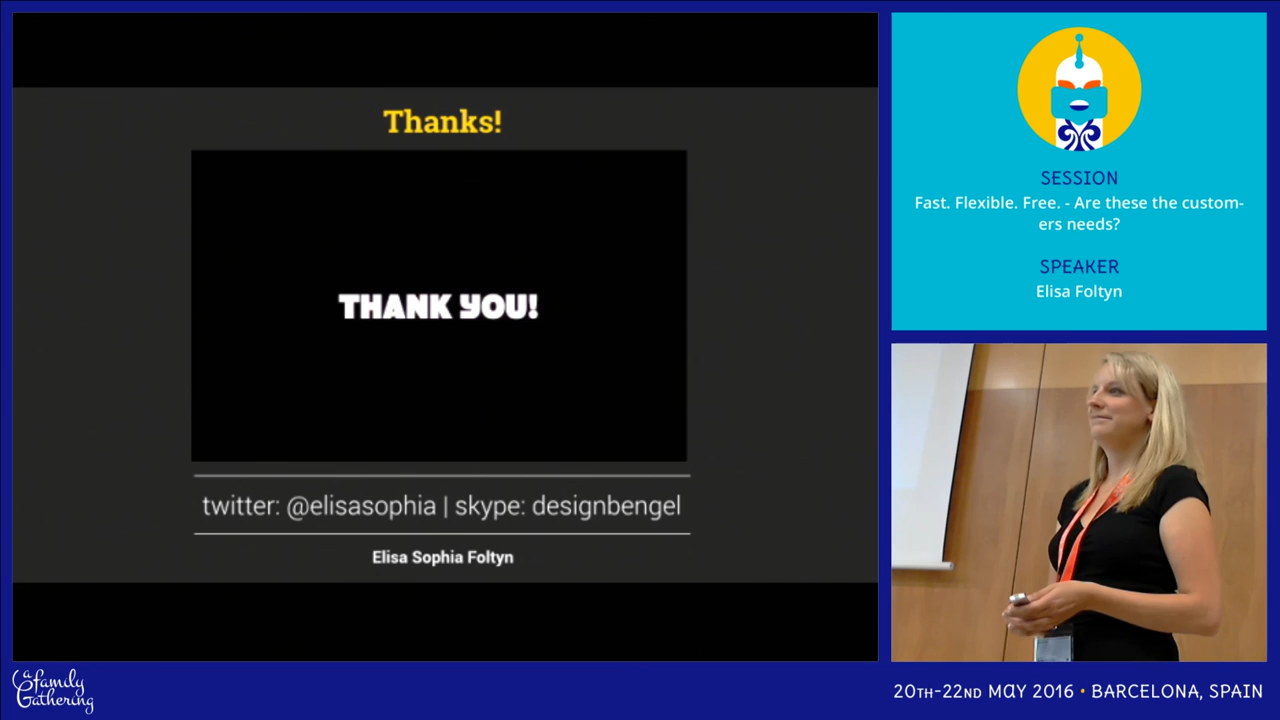 Thanks!
THANK YOU!
twitter: @elisasophia | skype: designbengel
Elisa Sophia Foltyn
SESSION
Fast. Flexible. Free. - Are these the custom-
ers needs?
SPEAKER
Elisa Foltyn
a family
Gathering
20TH-22ND MAY 2016 • BARCELONA, SPAIN